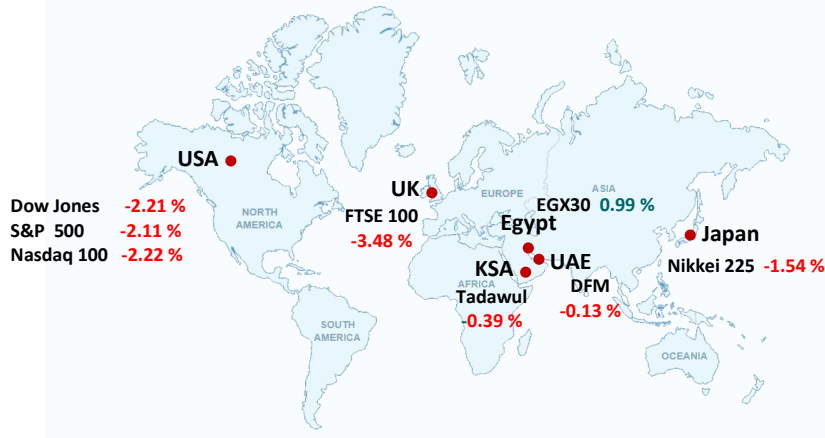 USA
Dow Jones -2.21 %
S&P 500 -2.11 %
Nasdaq 100 -2.22 %
NORTH
AMERICA
SOUTH
AMERICA
UK
FTSE 100
-3.48 %
EUROPE
ASIA
EGX30 0.99 %
Egypt
KSA
AFRICA
Tadawul
-0.39 %
UAE
DFM
-0.13 %
Japan
Nikkei 225 -1.54 %
OCEANIA